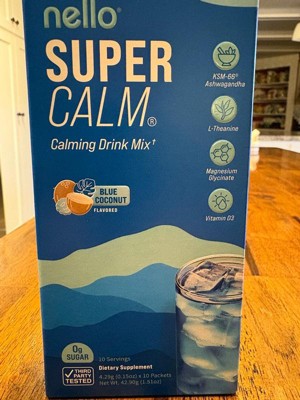 nello®
SUPER
CALM®
Calming Drink Mix†
KSM-66®
Ashwagandha
L-Theanine
Magnesium
Glycinate
Vitamin D3
BLUE
COCONUT
FLAVORED
0g
SUGAR
THIRD
PARTY
TESTED
10 Servings
Dietary Supplement
4.29g (0.15oz) x 10 Packets
Net Wt. 42.90g (1.51oz)